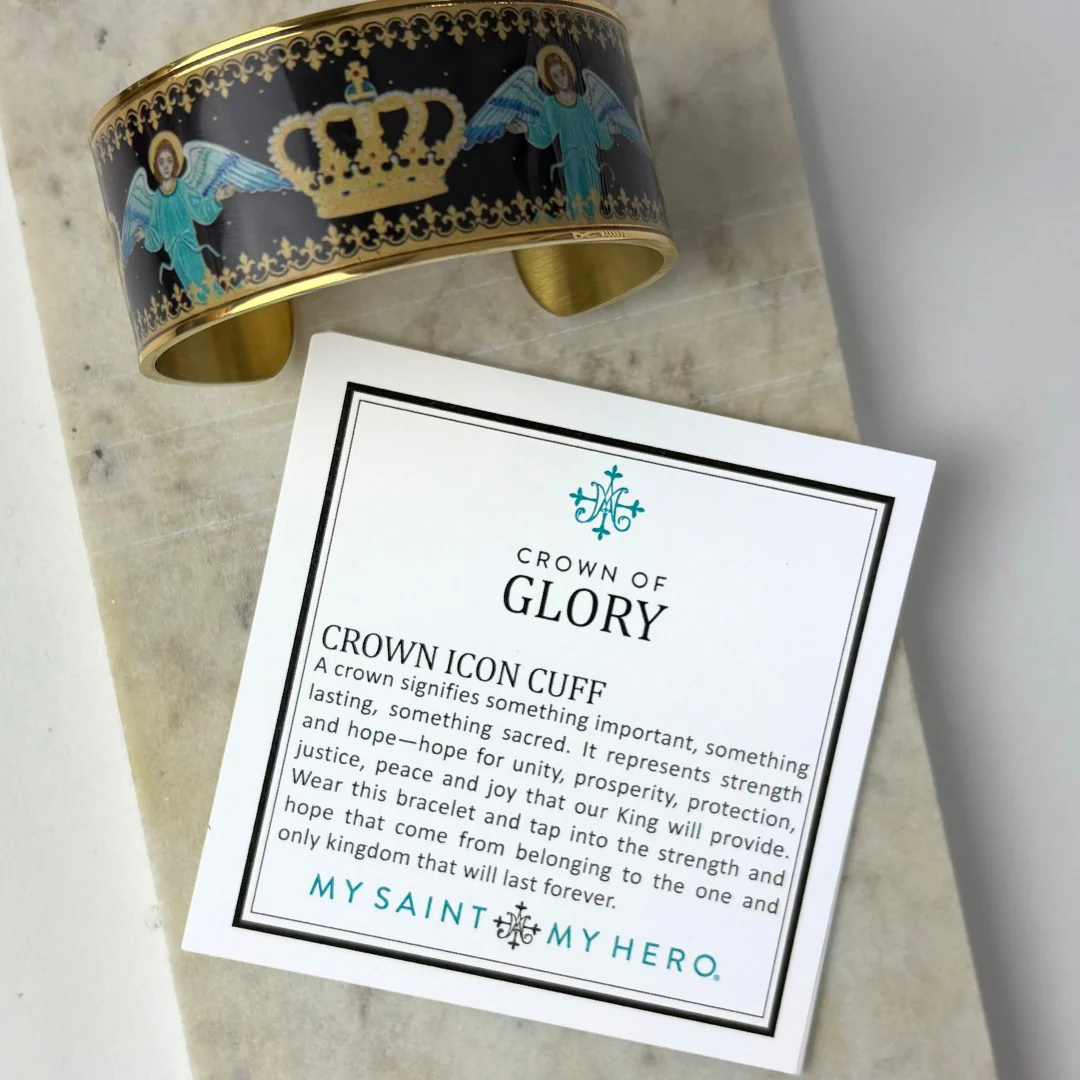 CROWN OF
GLORY
CROWN ICON CUFF
A crown signifies something important, something
lasting, something sacred. It represents strength
and hope—hope for unity, prosperity, protection,
justice, peace and joy that our King will provide.
Wear this bracelet and tap into the strength and
hope that come from belonging to the one and
only kingdom that will last forever.
MY SAINT MY HERO®